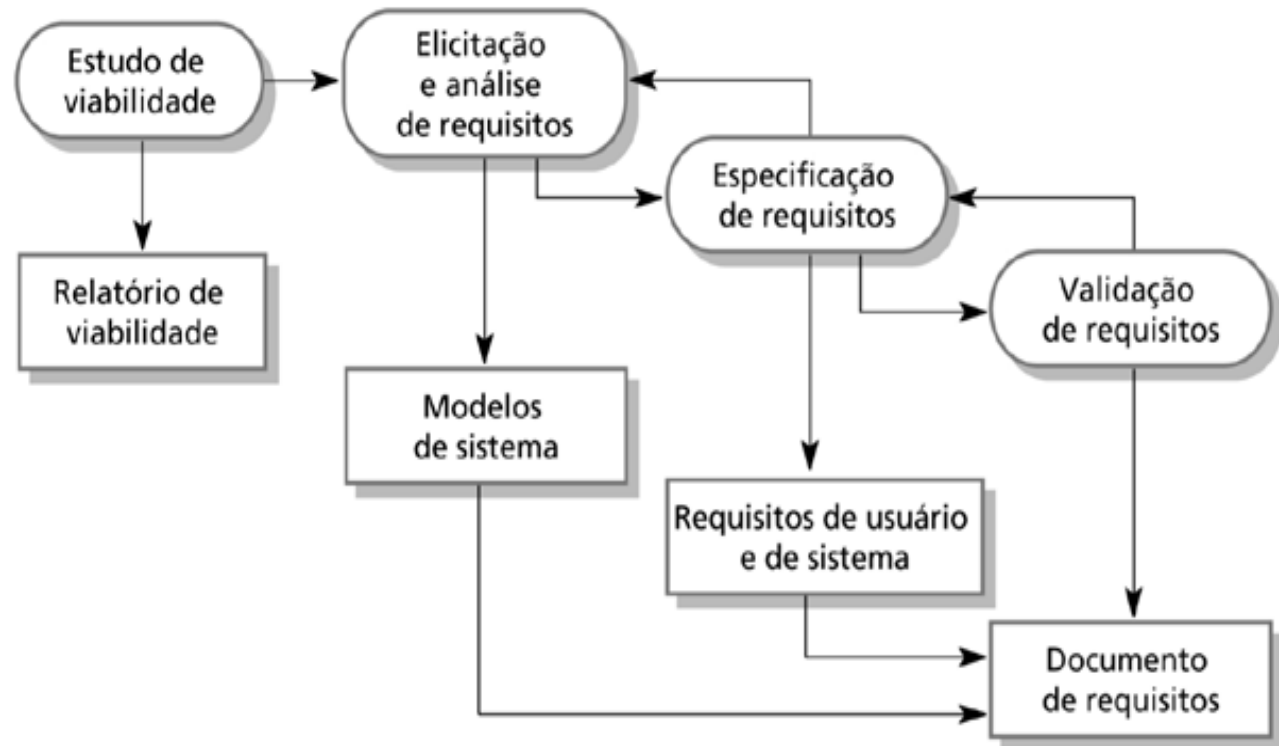 Estudo de
viabilidade
Elicitação
e análise
de requisitos
Especificação
de requisitos
Validação
de requisitos
Relatório de
viabilidade
Modelos
de sistema
Requisitos de usuário
e de sistema
Documento
de requisitos